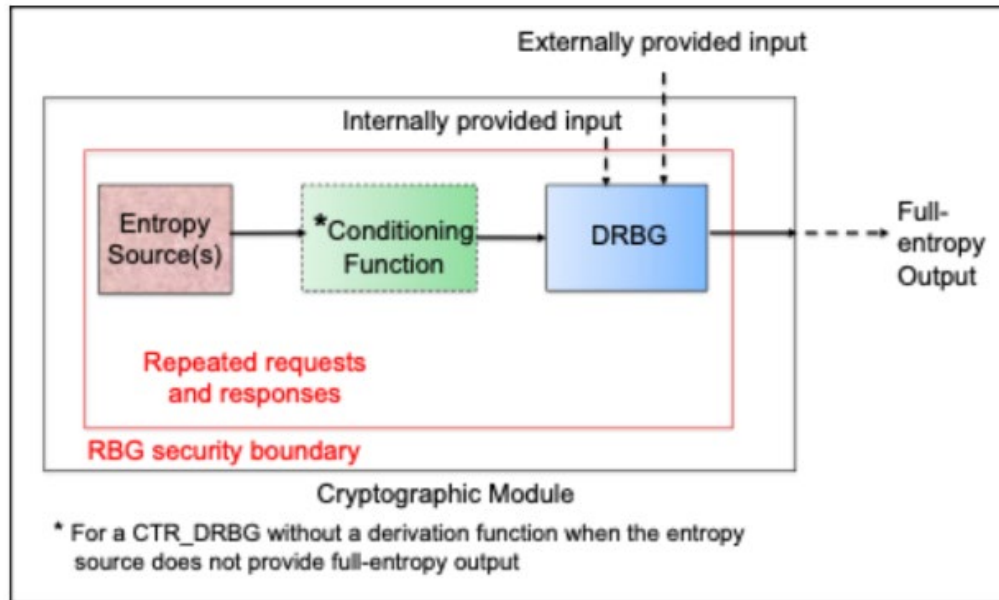 Externally provided input
Internally provided input
Entropy
Source(s)
*Conditioning
Function
DRBG
Full-
entropy
Output
Repeated requests
and responses
RBG security boundary
Cryptographic Module
* For a CTR_DRBG without a derivation function when the entropy
source does not provide full-entropy output